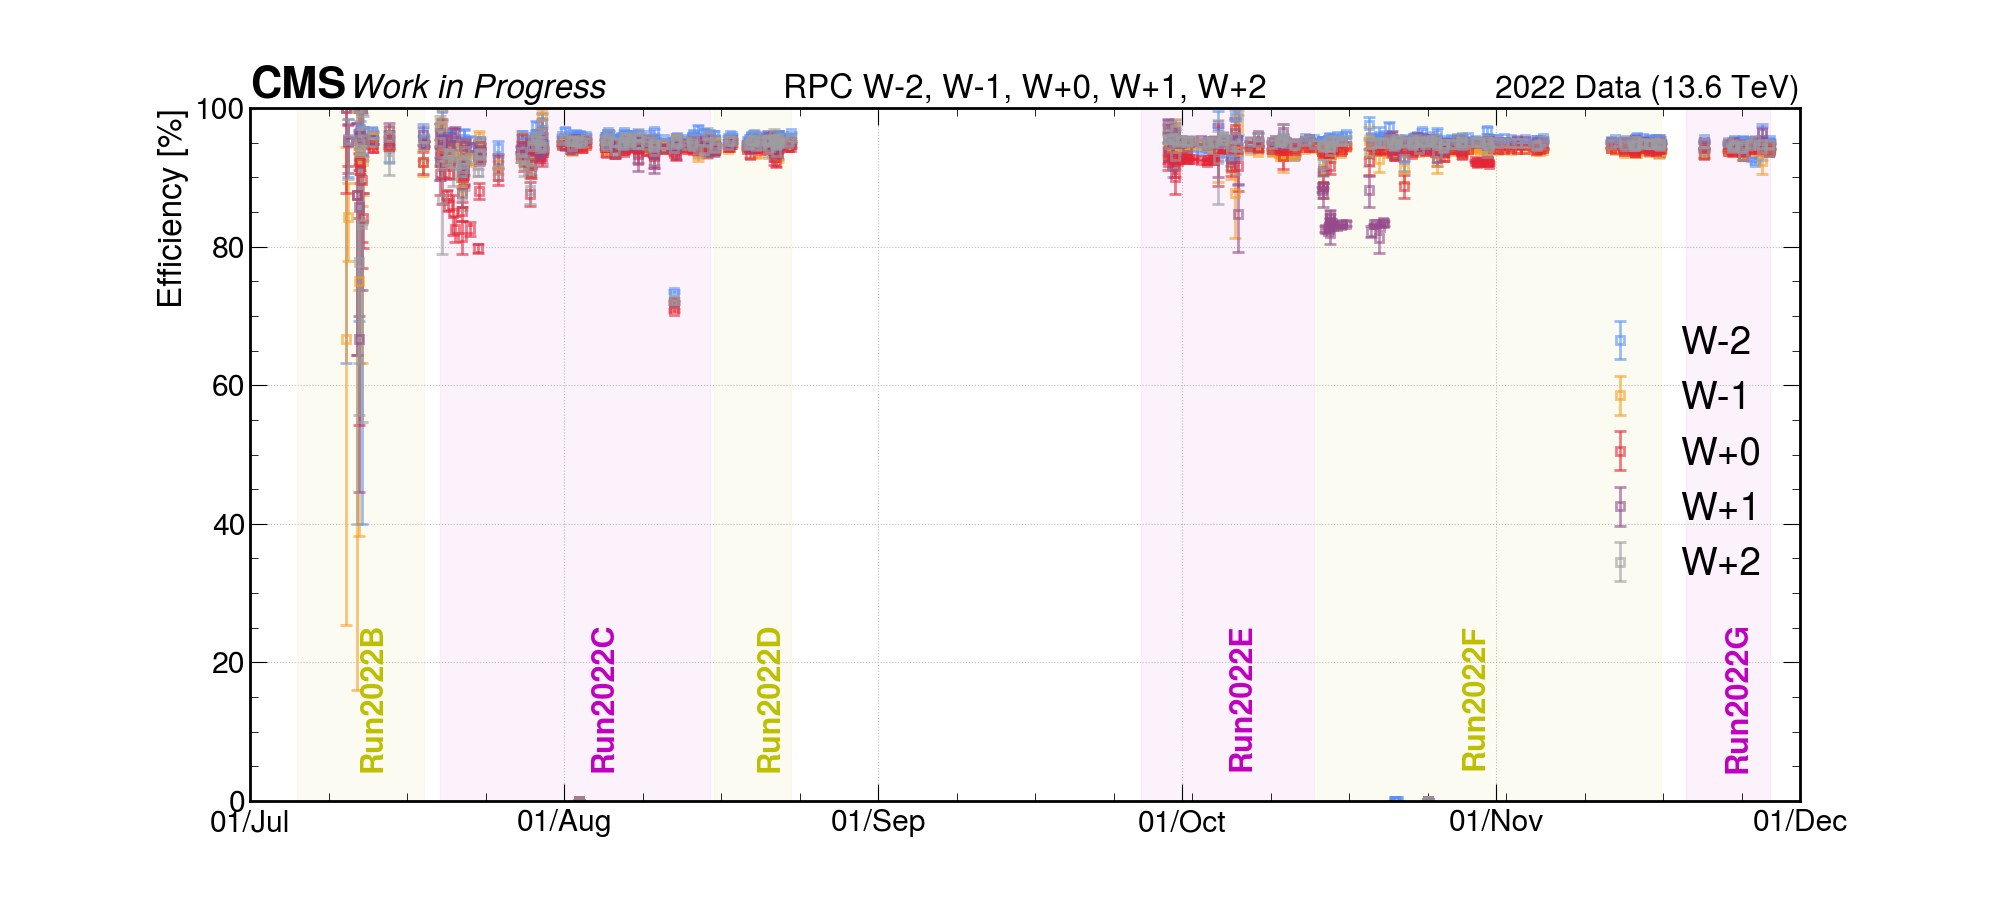 CMS Work in Progress RPC W-2, W-1, W+0, W+1, W+2 2022 Data (13.6 TeV)
Efficiency [%]
100
80
60
40
20
0
W-2
W-1
W+0
W+1
W+2
Run2022B
Run2022C
Run2022D
Run2022E
Run2022F
Run2022G
01/Jul 01/Aug 01/Sep 01/Oct 01/Nov 01/Dec